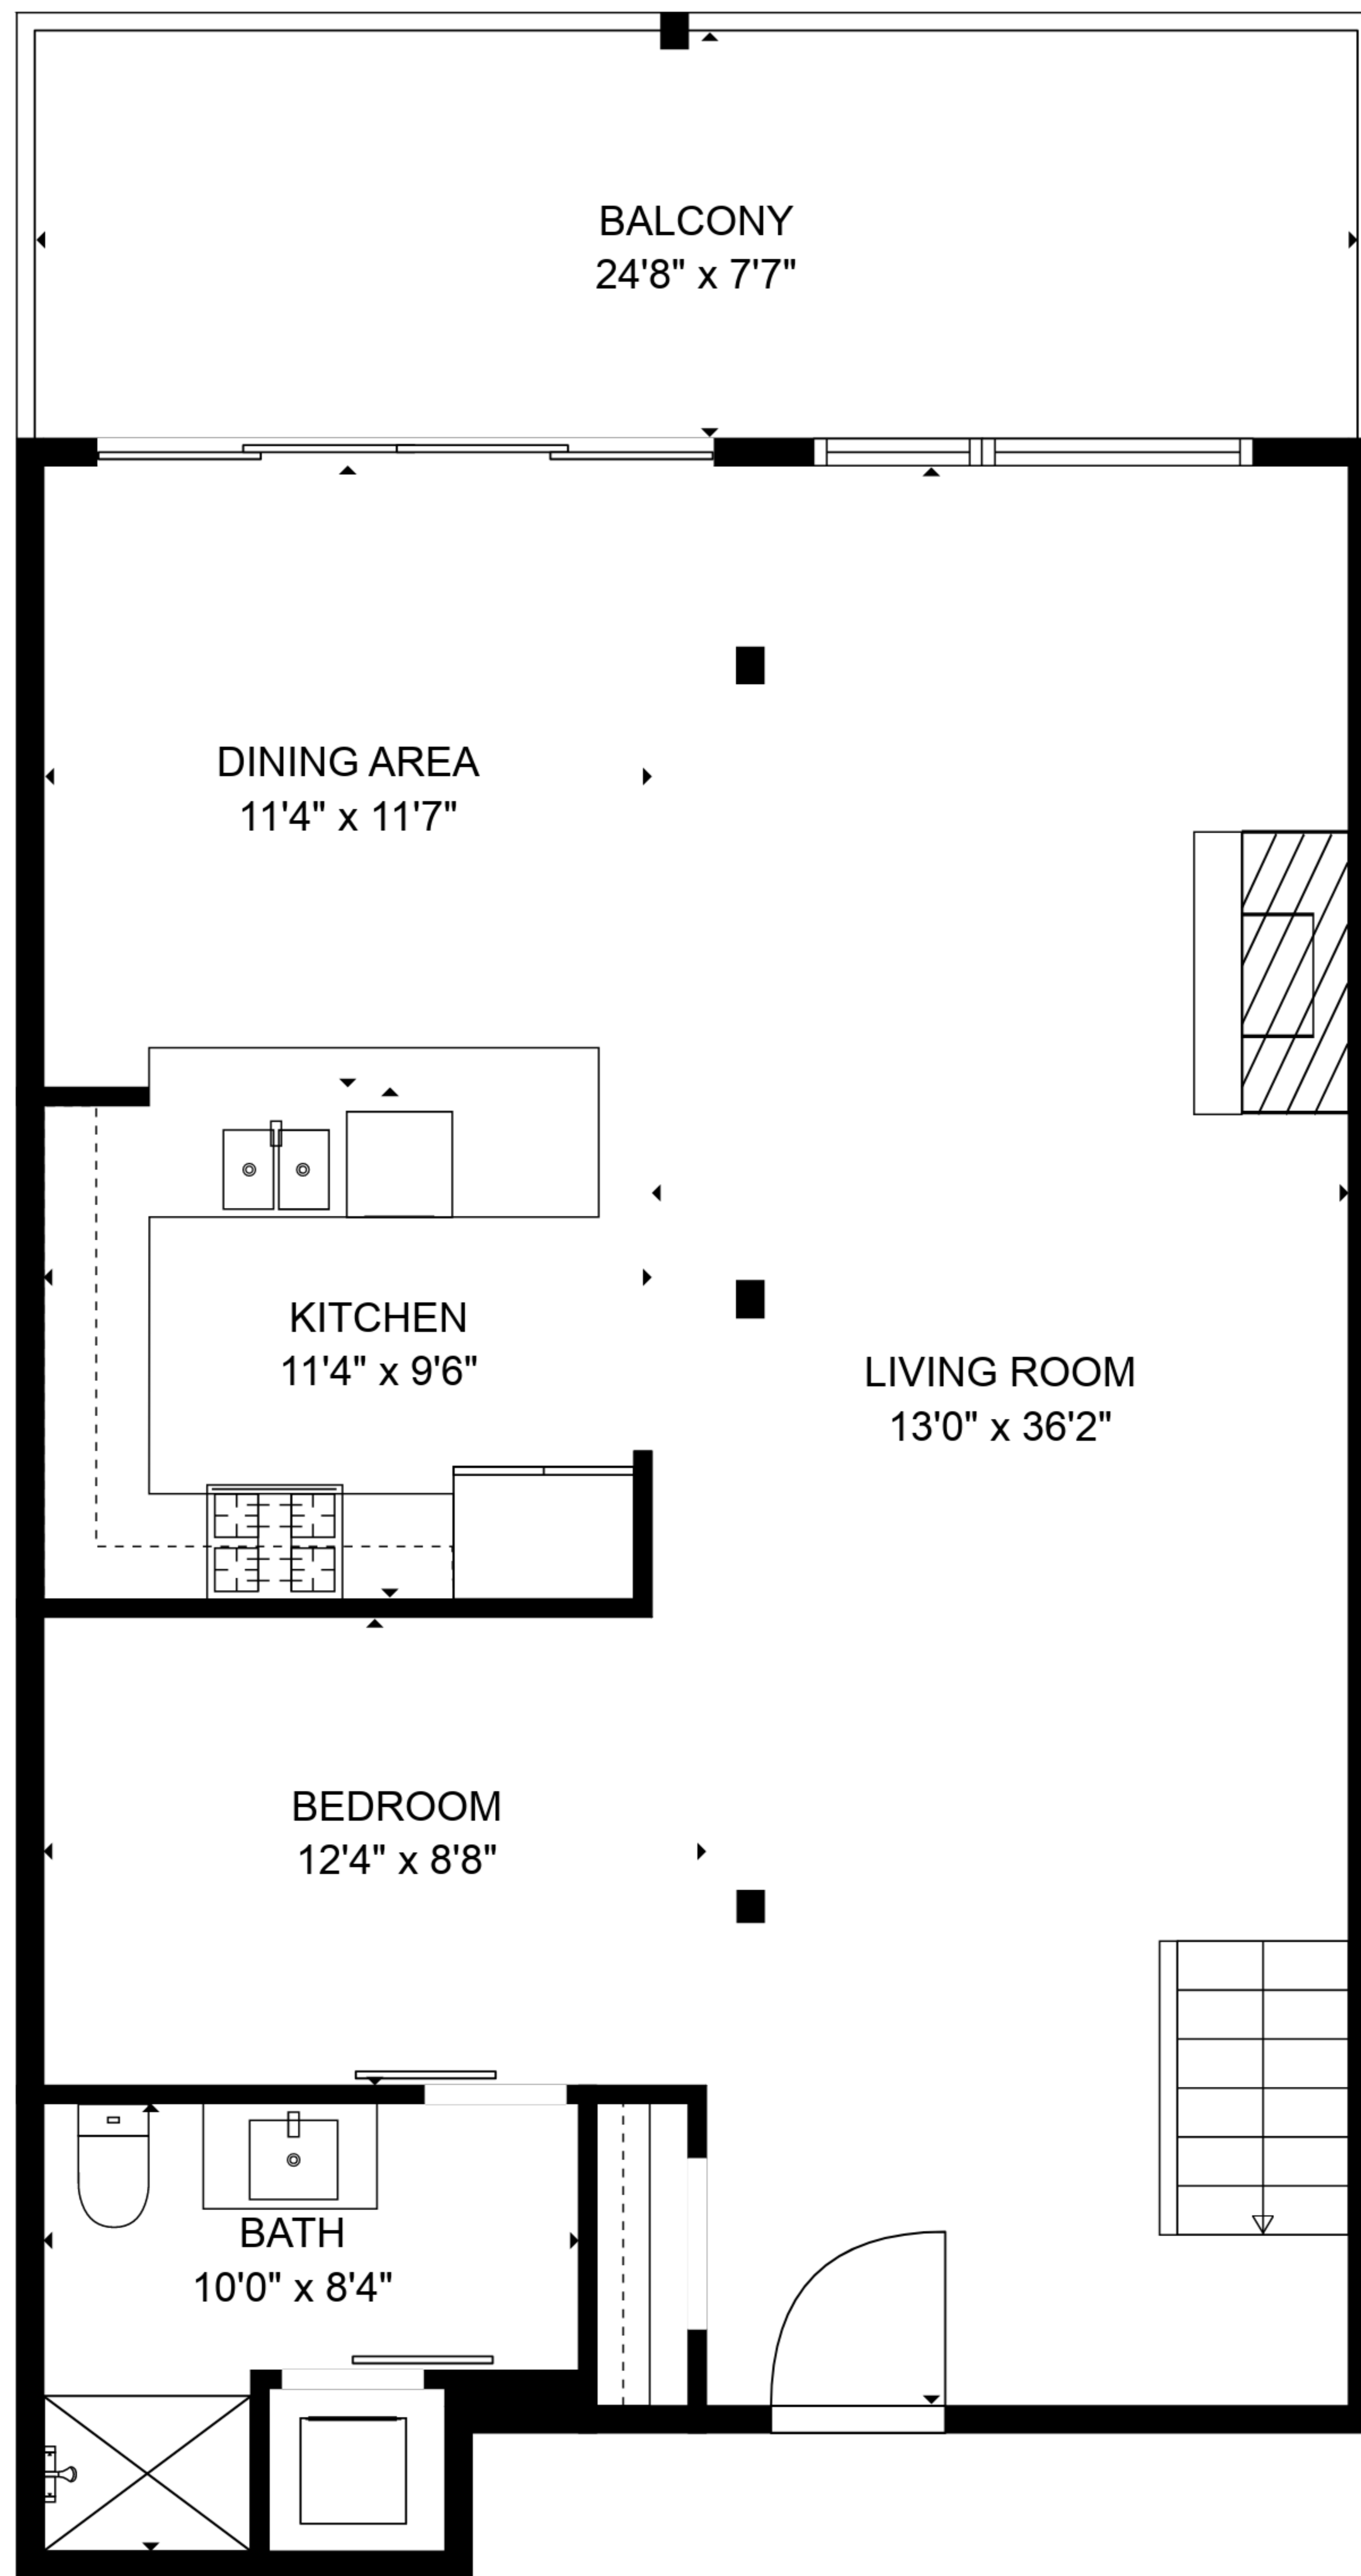 BALCONY
24'8" x 7'7"
DINING AREA
11'4" x 11'7"
KITCHEN
11'4" x 9'6"
LIVING ROOM
13'0" x 36'2"
BEDROOM
12'4" x 8'8"
BATH
10'0" x 8'4"